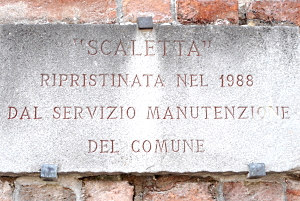 "SCALETTA"
RIPRISTINATA NEL 1988
DAL SERVIZIO MANUTENZIONE
DEL COMUNE